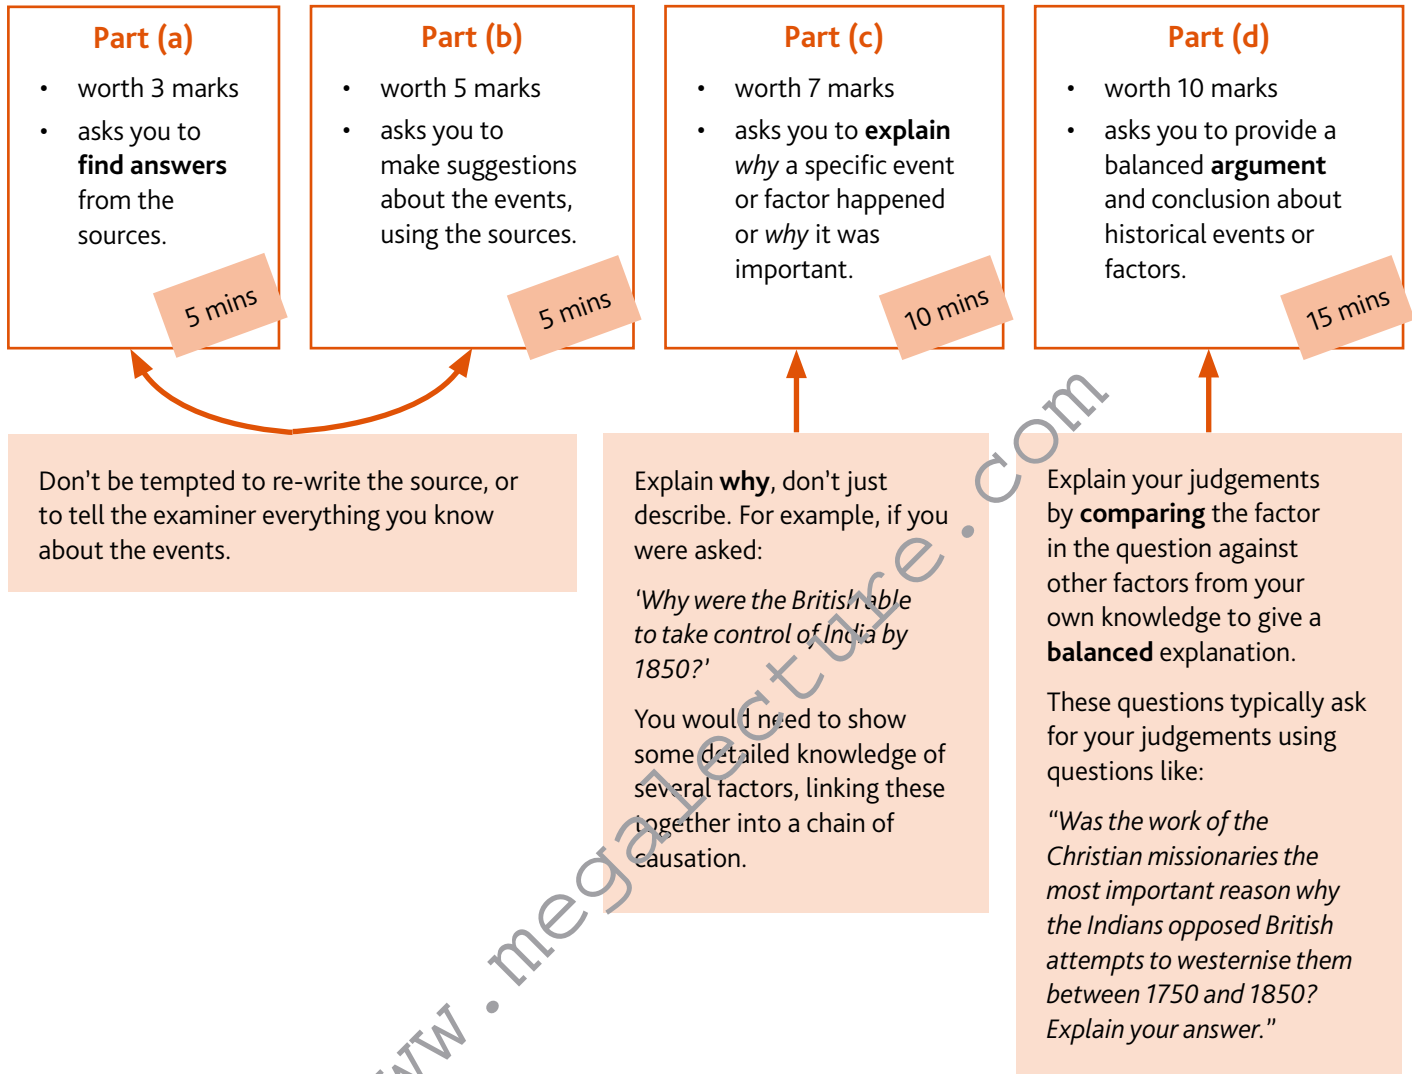 Part (a)
• worth 3 marks
• asks you to
find answers
from the
sources.
5 mins
Part (b)
• worth 5 marks
• asks you to
make suggestions
about the events,
using the sources.
5 mins
Part (c)
• worth 7 marks
• asks you to explain
why a specific event
or factor happened
or why it was
important.
10 mins
Part (d)
• worth 10 marks
• asks you to provide a
balanced argument
and conclusion about
historical events or
factors.
15 mins
Don't be tempted to re-write the source, or
to tell the examiner everything you know
about the events.
Explain why, don't just
describe. For example, if you
were asked:
‘Why were the British able
to take control of India by
1850?’
You would need to show
some detailed knowledge of
several factors, linking these
together into a chain of
causation.
Explain your judgements
by comparing the factor
in the question against
other factors from your
own knowledge to give a
balanced explanation.
These questions typically ask
for your judgements using
questions like:
“Was the work of the
Christian missionaries the
most important reason why
the Indians opposed British
attempts to westernise them
between 1750 and 1850?
Explain your answer.”
ww.megalecture.com